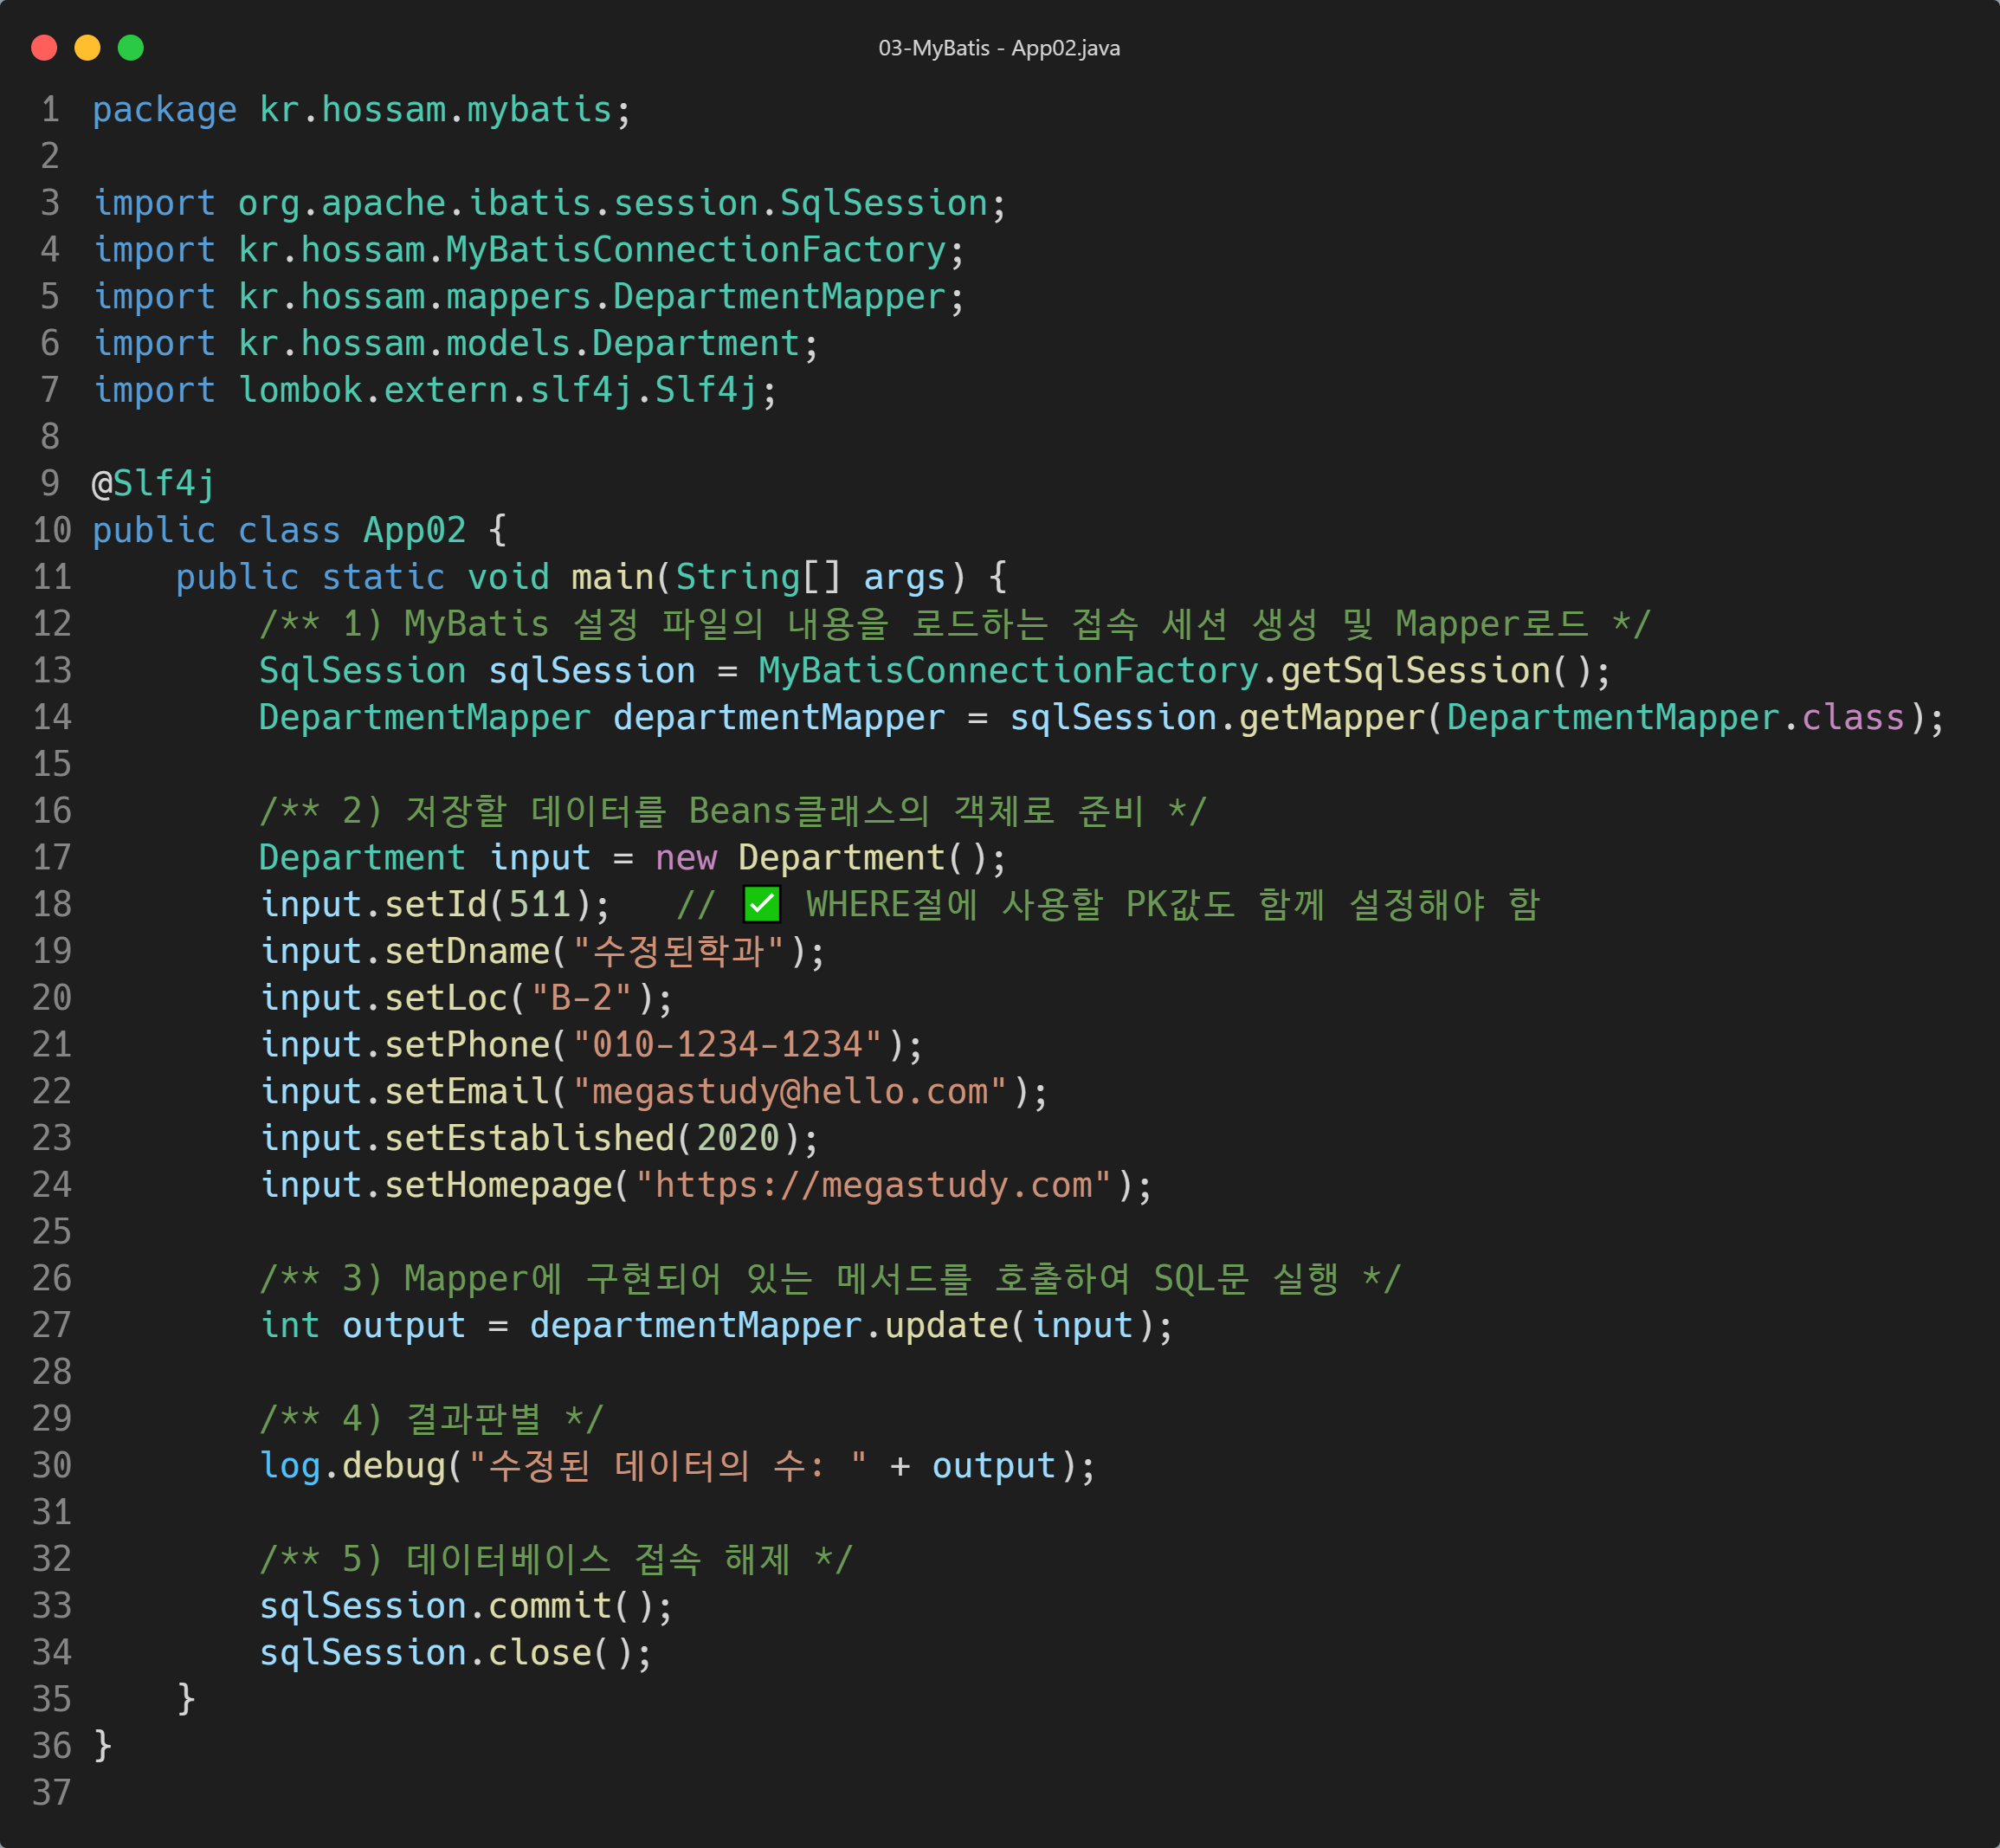 03-MyBatis - App02.java
1 package kr.hossam.mybatis;
2
3 import org.apache.ibatis.session.SqlSession;
4 import kr.hossam.MyBatisConnectionFactory;
5 import kr.hossam.mappers.DepartmentMapper;
6 import kr.hossam.models.Department;
7 import lombok.extern.slf4j.Slf4j;
8
9 @Slf4j
10 public class App02 {
11     public static void main(String[] args) {
12         /** 1) MyBatis 설정 파일의 내용을 로드하는 접속 세션 생성 및 Mapper로드 */
13         SqlSession sqlSession = MyBatisConnectionFactory.getSqlSession();
14         DepartmentMapper departmentMapper = sqlSession.getMapper(DepartmentMapper.class);
15
16         /** 2) 저장할 데이터를 Beans클래스의 객체로 준비 */
17         Department input = new Department();
18         input.setId(511);   // ✅ WHERE절에 사용할 PK값도 함께 설정해야 함
19         input.setDname("수정된학과");
20         input.setLoc("B-2");
21         input.setPhone("010-1234-1234");
22         input.setEmail("megastudy@hello.com");
23         input.setEstablished(2020);
24         input.setHomepage("https://megastudy.com");
25
26         /** 3) Mapper에 구현되어 있는 메서드를 호출하여 SQL문 실행 */
27         int output = departmentMapper.update(input);
28
29         /** 4) 결과판별 */
30         log.debug("수정된 데이터의 수: " + output);
31
32         /** 5) 데이터베이스 접속 해제 */
33         sqlSession.commit();
34         sqlSession.close();
35     }
36 }
37